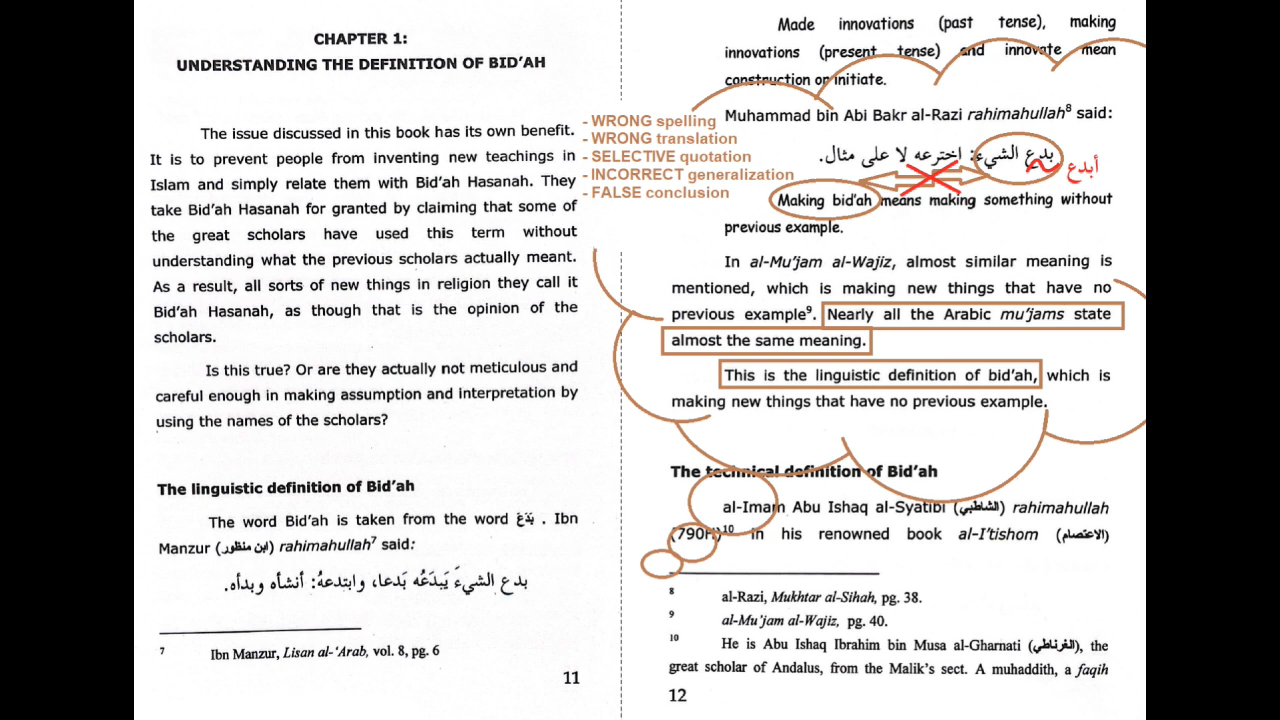 CHAPTER 1:
UNDERSTANDING THE DEFINITION OF BID'AH
The issue discussed in this book has its own benefit.
It is to prevent people from inventing new teachings in
Islam and simply relate them with Bid'ah Hasanah. They
take Bid'ah Hasanah for granted by claiming that some of
the great scholars have used this term without
understanding what the previous scholars actually meant.
As a result, all sorts of new things in religion they call it
Bid'ah Hasanah, as though that is the opinion of the
scholars.
Is this true? Or are they actually not meticulous and
careful enough in making assumption and interpretation by
using the names of the scholars?
The linguistic definition of Bid'ah
The word Bid'ah is taken from the word بَدَعَ . Ibn
Manzur (ابن منظور) rahimahullah⁷ said:
بدع الشيءَ يَبدَعُه بَدعا، وابتدعهُ: أنشأه وبدأه.
7 Ibn Manzur, Lisan al-'Arab, vol. 8, pg. 6
11
Made innovations (past tense), making
innovations (present tense) and innovate mean
construction or initiate.
Muhammad bin Abi Bakr al-Razi rahimahullah⁸ said:
- WRONG spelling
- WRONG translation
- SELECTIVE quotation
- INCORRECT generalization
- FALSE conclusion
بدع الشيء: اخترعه لا على مثال.
أبدع
Making bid'ah means making something without
previous example.
In al-Mu'jam al-Wajiz, almost similar meaning is
mentioned, which is making new things that have no
previous example⁹. Nearly all the Arabic mu'jams state
almost the same meaning.
This is the linguistic definition of bid'ah, which is
making new things that have no previous example.
The technical definition of Bid'ah
al-Imam Abu Ishaq al-Syatibi (الشاطبي) rahimahullah
(790H)¹⁰ in his renowned book al-I'tishom (الاعتصام)
8 al-Razi, Mukhtar al-Sihah, pg. 38.
9 al-Mu'jam al-Wajiz, pg. 40.
10 He is Abu Ishaq Ibrahim bin Musa al-Gharnati (الغرناطي), the
great scholar of Andalus, from the Malik's sect. A muhaddith, a faqih
12